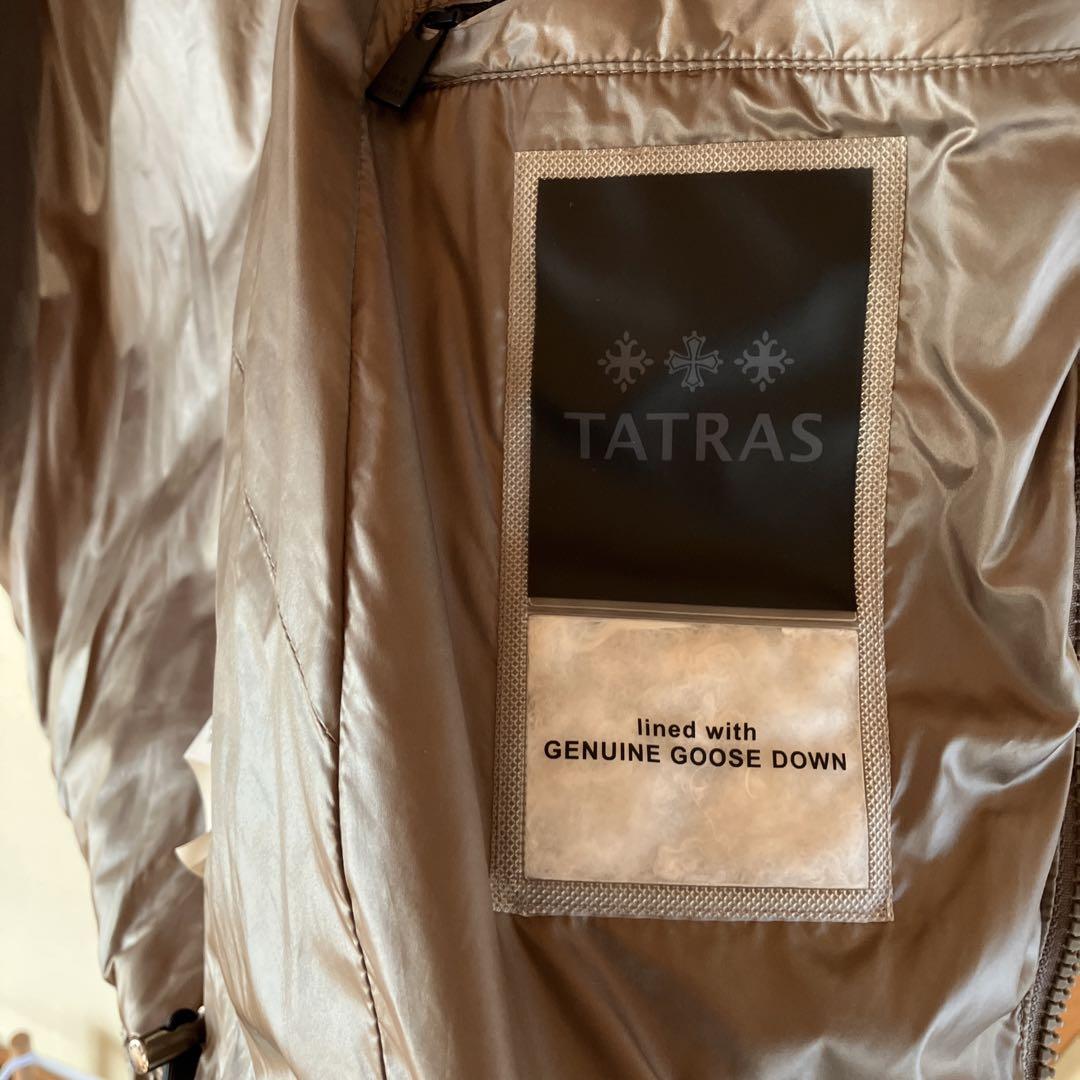 TATRAS
lined with
GENUINE GOOSE DOWN